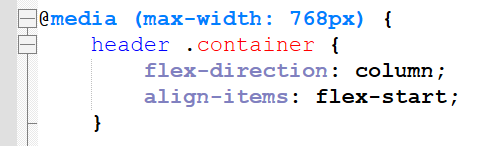 @media (max-width: 768px) {
header .container {
flex-direction: column;
align-items: flex-start;
}